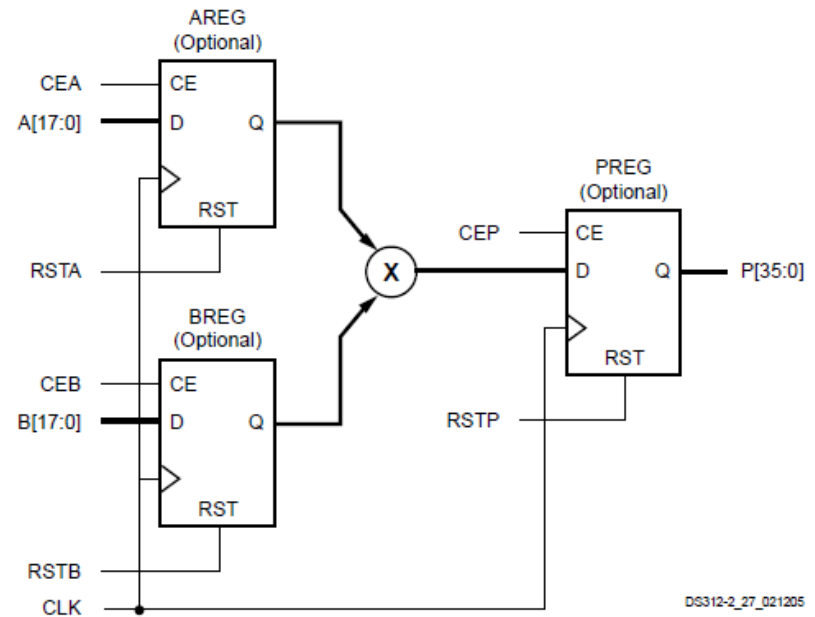 AREG
(Optional)
CEA
CE
A[17:0]
D
Q
RST
RSTA
PREG
(Optional)
CEP
CE
X
D
Q
P[35:0]
RST
RSTP
BREG
(Optional)
CEB
CE
B[17:0]
D
Q
RST
RSTB
CLK
DS312-2_27_021205